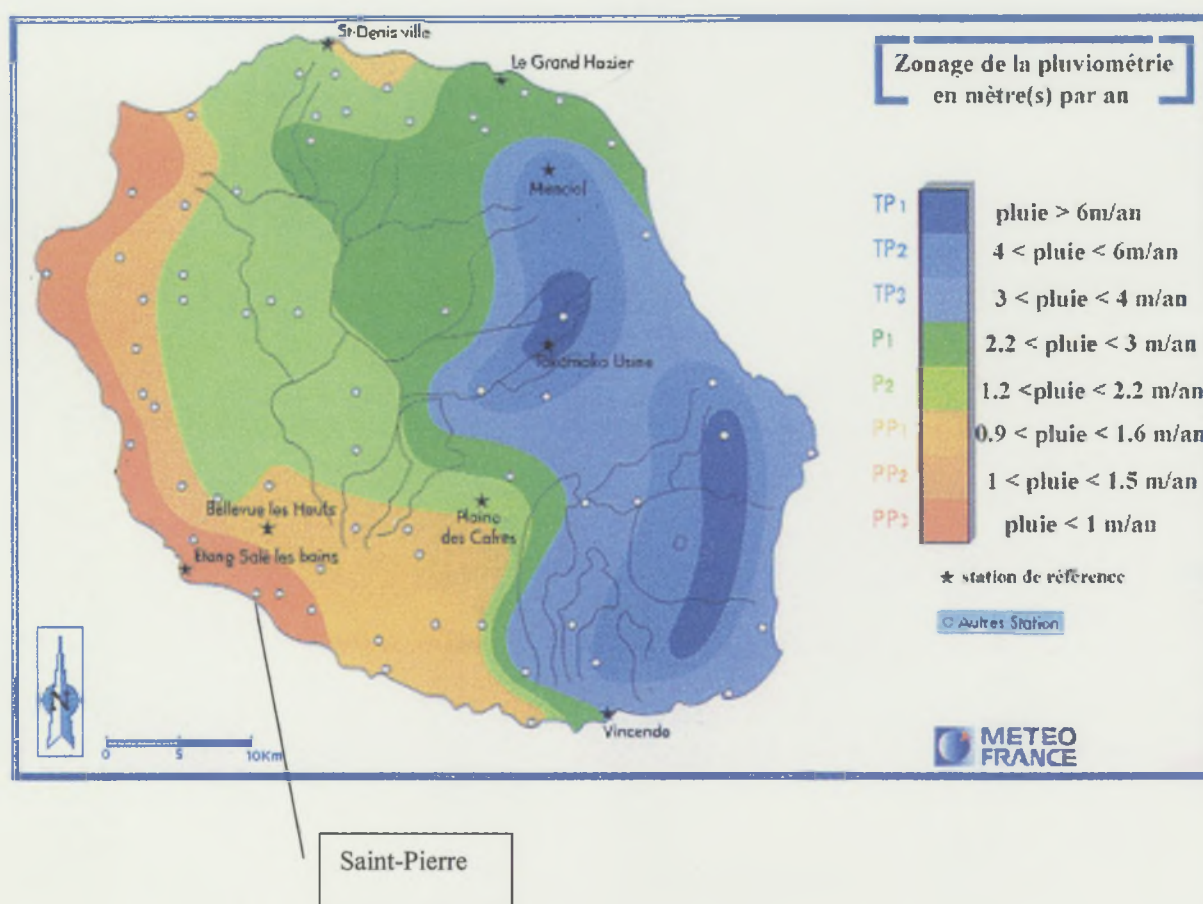 St-Denis ville
Le Grand Hazier
Menciol
Takamaka Usine
Bellevue les Hauts
Plaine
des Cafres
Etang Salé les bains
Vincendo
N
0 5 10Km
Zonage de la pluviométrie
en mètre(s) par an
TP1 pluie > 6m/an
TP2 4 < pluie < 6m/an
TP3 3 < pluie < 4 m/an
P1 2.2 < pluie < 3 m/an
P2 1.2 <pluie < 2.2 m/an
PP1 0.9 < pluie < 1.6 m/an
PP2 1 < pluie < 1.5 m/an
PP3 pluie < 1 m/an
★ station de référence
○ Autres Station
METEO
FRANCE
Saint-Pierre